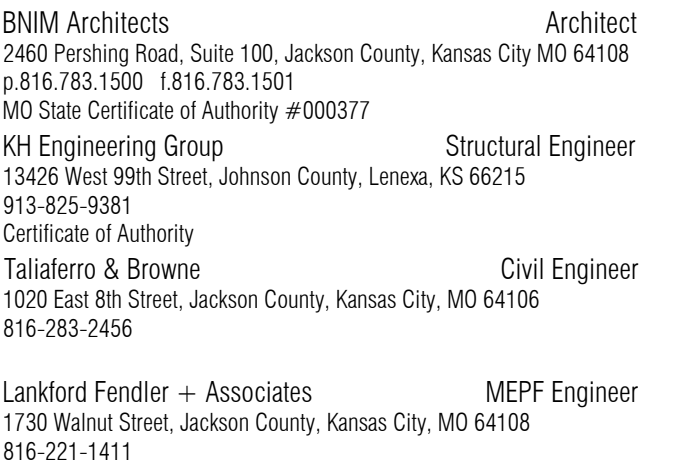 BNIM Architects Architect
2460 Pershing Road, Suite 100, Jackson County, Kansas City MO 64108
p.816.783.1500 f.816.783.1501
MO State Certificate of Authority #000377
KH Engineering Group Structural Engineer
13426 West 99th Street, Johnson County, Lenexa, KS 66215
913-825-9381
Certificate of Authority
Taliaferro & Browne Civil Engineer
1020 East 8th Street, Jackson County, Kansas City, MO 64106
816-283-2456
Lankford Fendler + Associates MEPF Engineer
1730 Walnut Street, Jackson County, Kansas City, MO 64108
816-221-1411